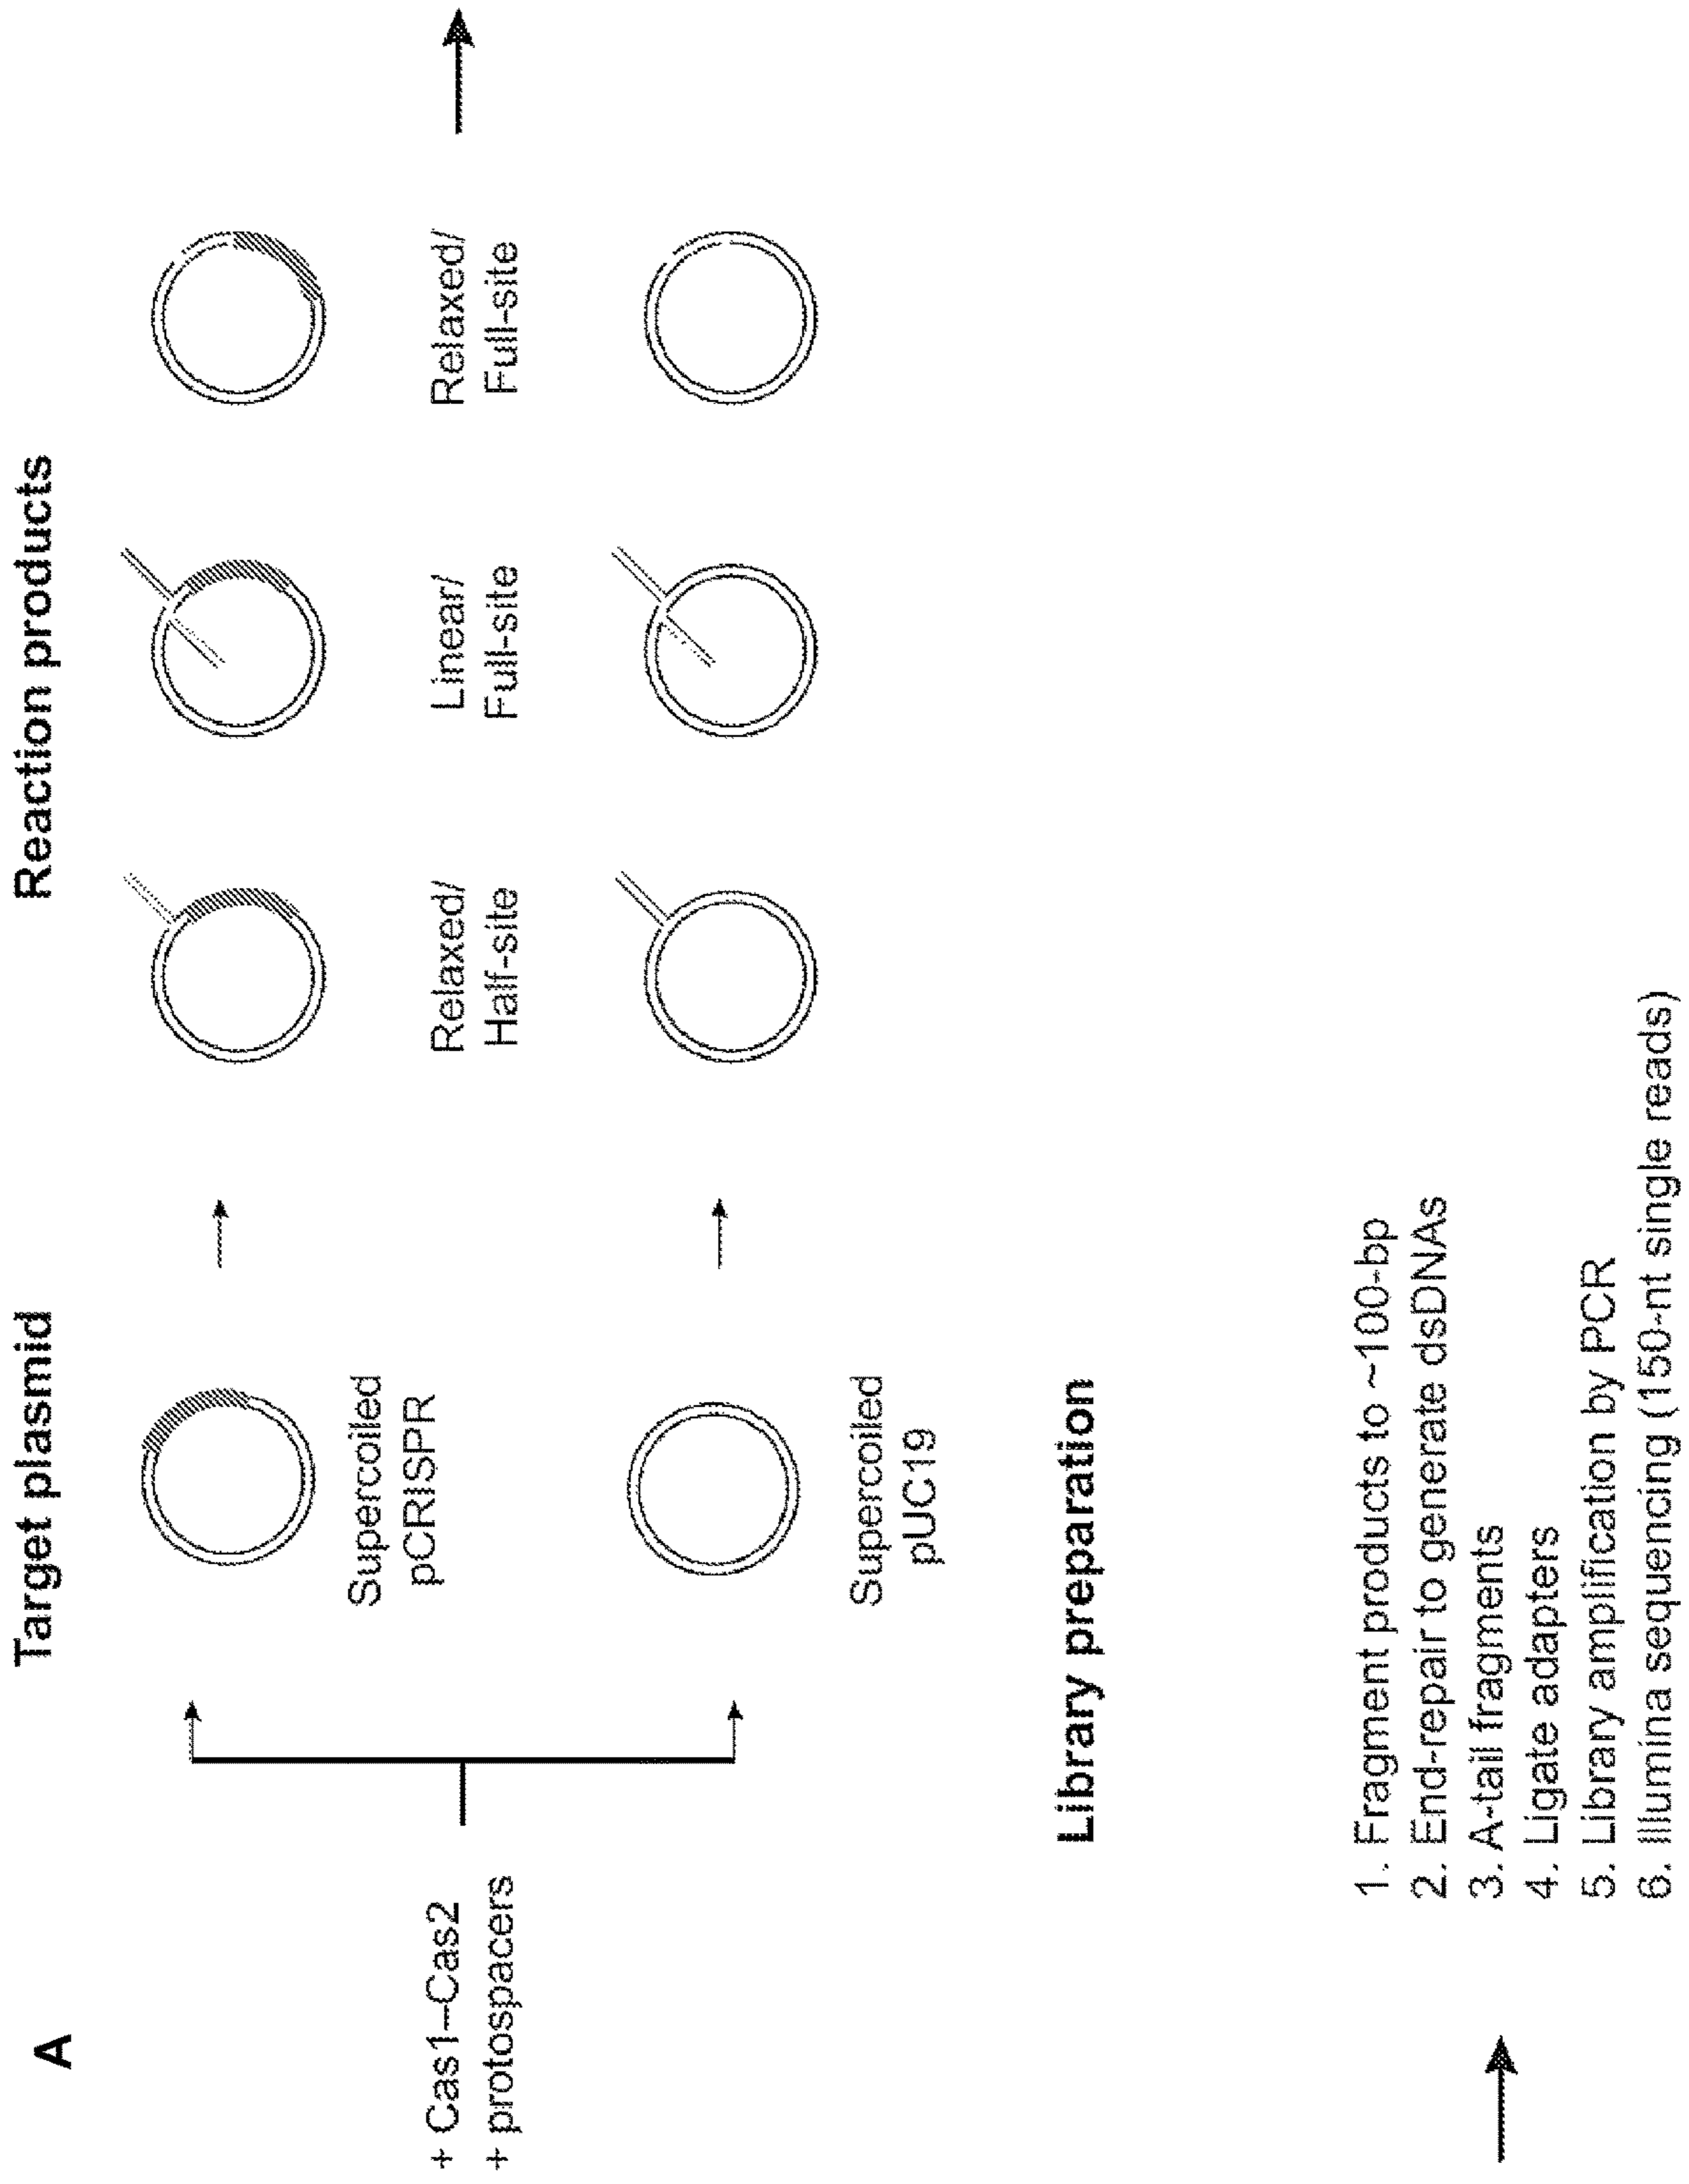 A
Target plasmid
Reaction products
+ Cas1–Cas2
+ protospacers
Supercoiled
pCRISPR
Relaxed/
Half-site
Linear/
Full-site
Relaxed/
Full-site
Supercoiled
pUC19
Library preparation
1. Fragment products to ~100-bp
2. End-repair to generate dsDNAs
3. A-tail fragments
4. Ligate adapters
5. Library amplification by PCR
6. Illumina sequencing (150-nt single reads)